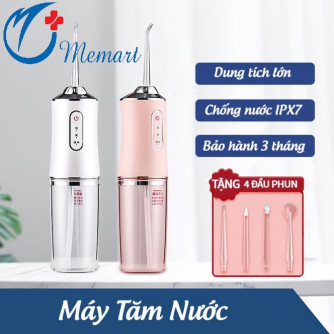 Memart
Dung tích lớn
Chống nước IPX7
Bảo hành 3 tháng
TẶNG 4 ĐẦU PHUN
Máy Tăm Nước